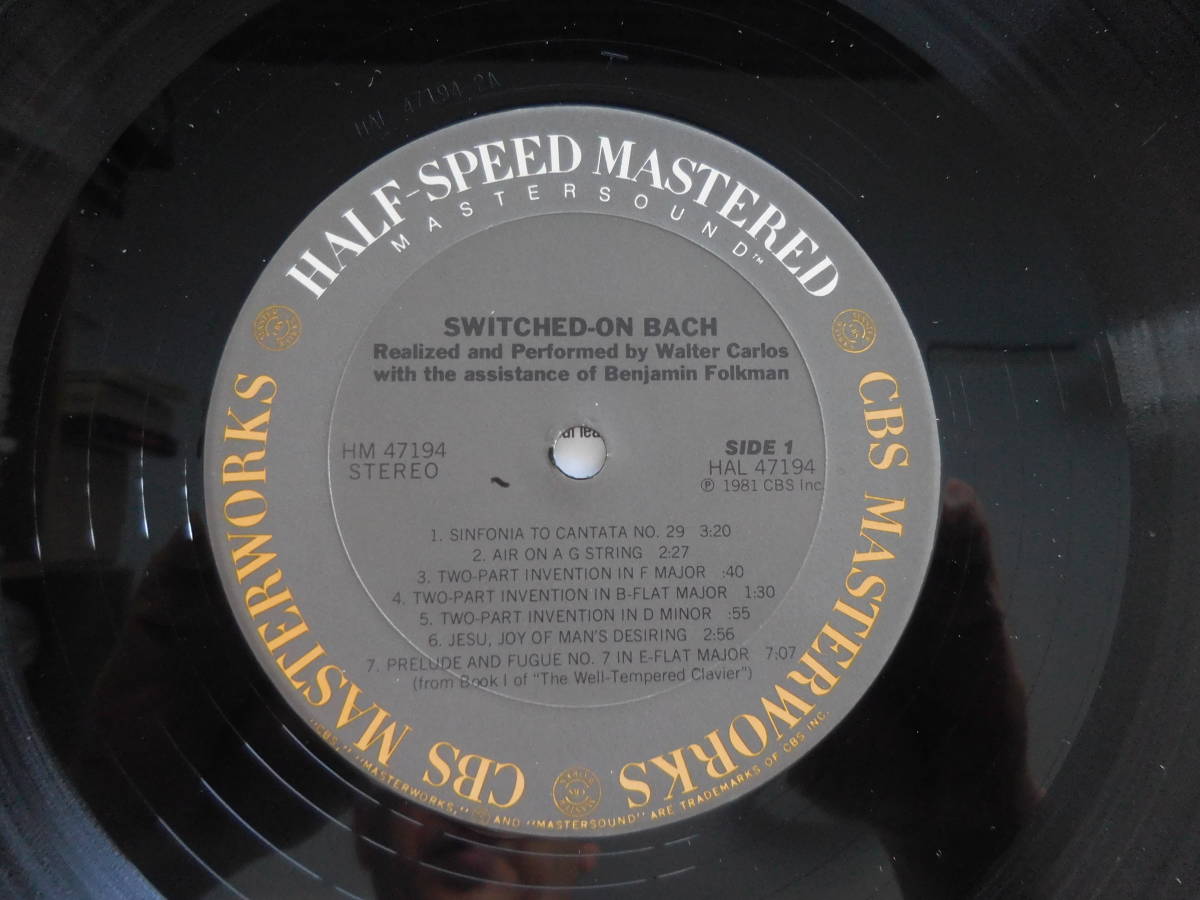 HAL 47194-2A
HALF-SPEED MASTERED
MASTERSOUND™
SWITCHED-ON BACH
Realized and Performed by Walter Carlos
with the assistance of Benjamin Folkman
HM 47194
STEREO
SIDE 1
HAL 47194
℗ 1981 CBS Inc.
1. SINFONIA TO CANTATA NO. 29 3:20
2. AIR ON A G STRING 2:27
3. TWO-PART INVENTION IN F MAJOR :40
4. TWO-PART INVENTION IN B-FLAT MAJOR 1:30
5. TWO-PART INVENTION IN D MINOR :55
6. JESU, JOY OF MAN'S DESIRING 2:56
7. PRELUDE AND FUGUE NO. 7 IN E-FLAT MAJOR 7:07
(from Book I of "The Well-Tempered Clavier")
CBS MASTERWORKS
CBS MASTERWORKS
"CBS," "MASTERWORKS," AND "MASTERSOUND" ARE TRADEMARKS OF CBS INC.